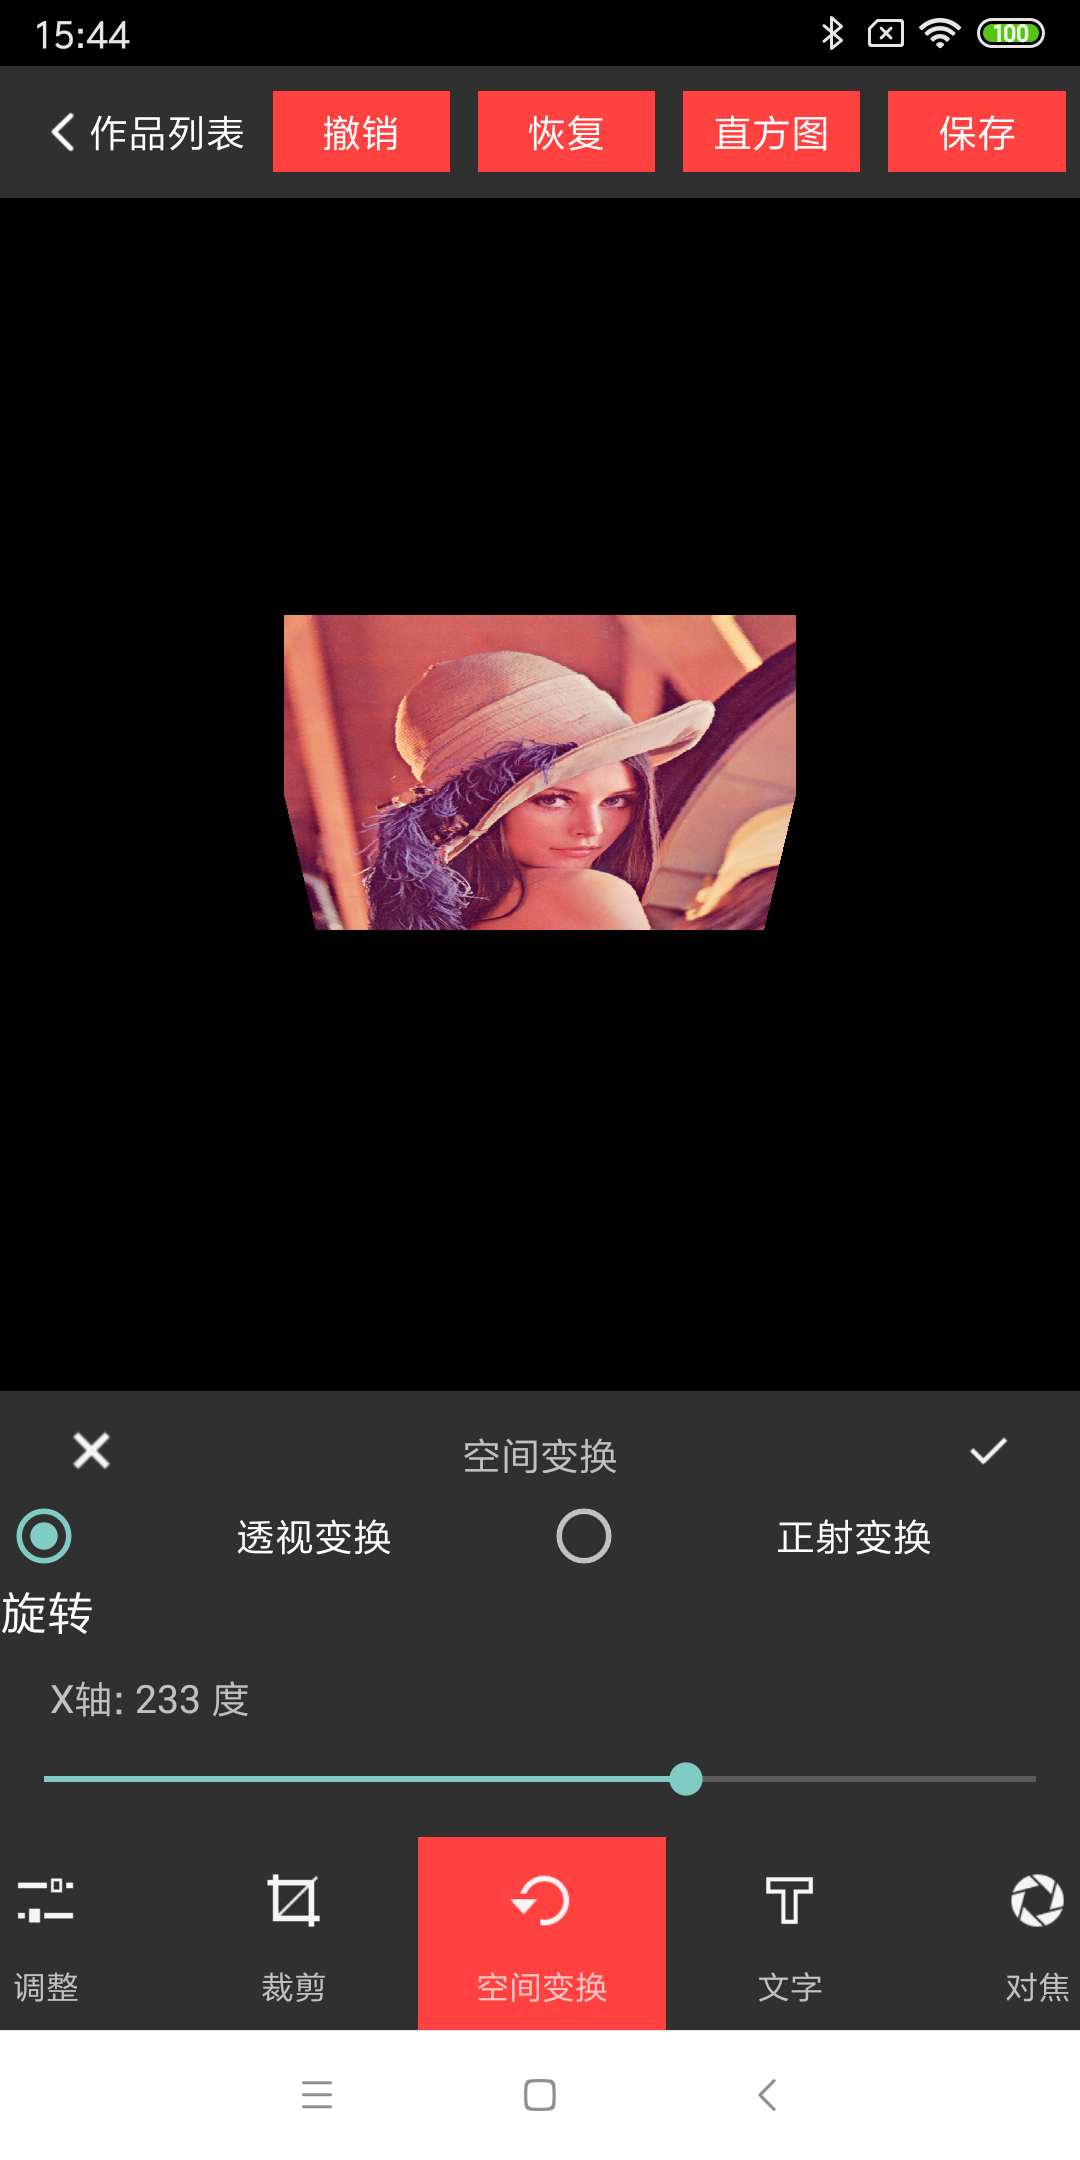 15:44
100
作品列表 撤销 恢复 直方图 保存
空间变换
透视变换 正射变换
旋转
X轴: 233 度
调整 裁剪 空间变换 文字 对焦